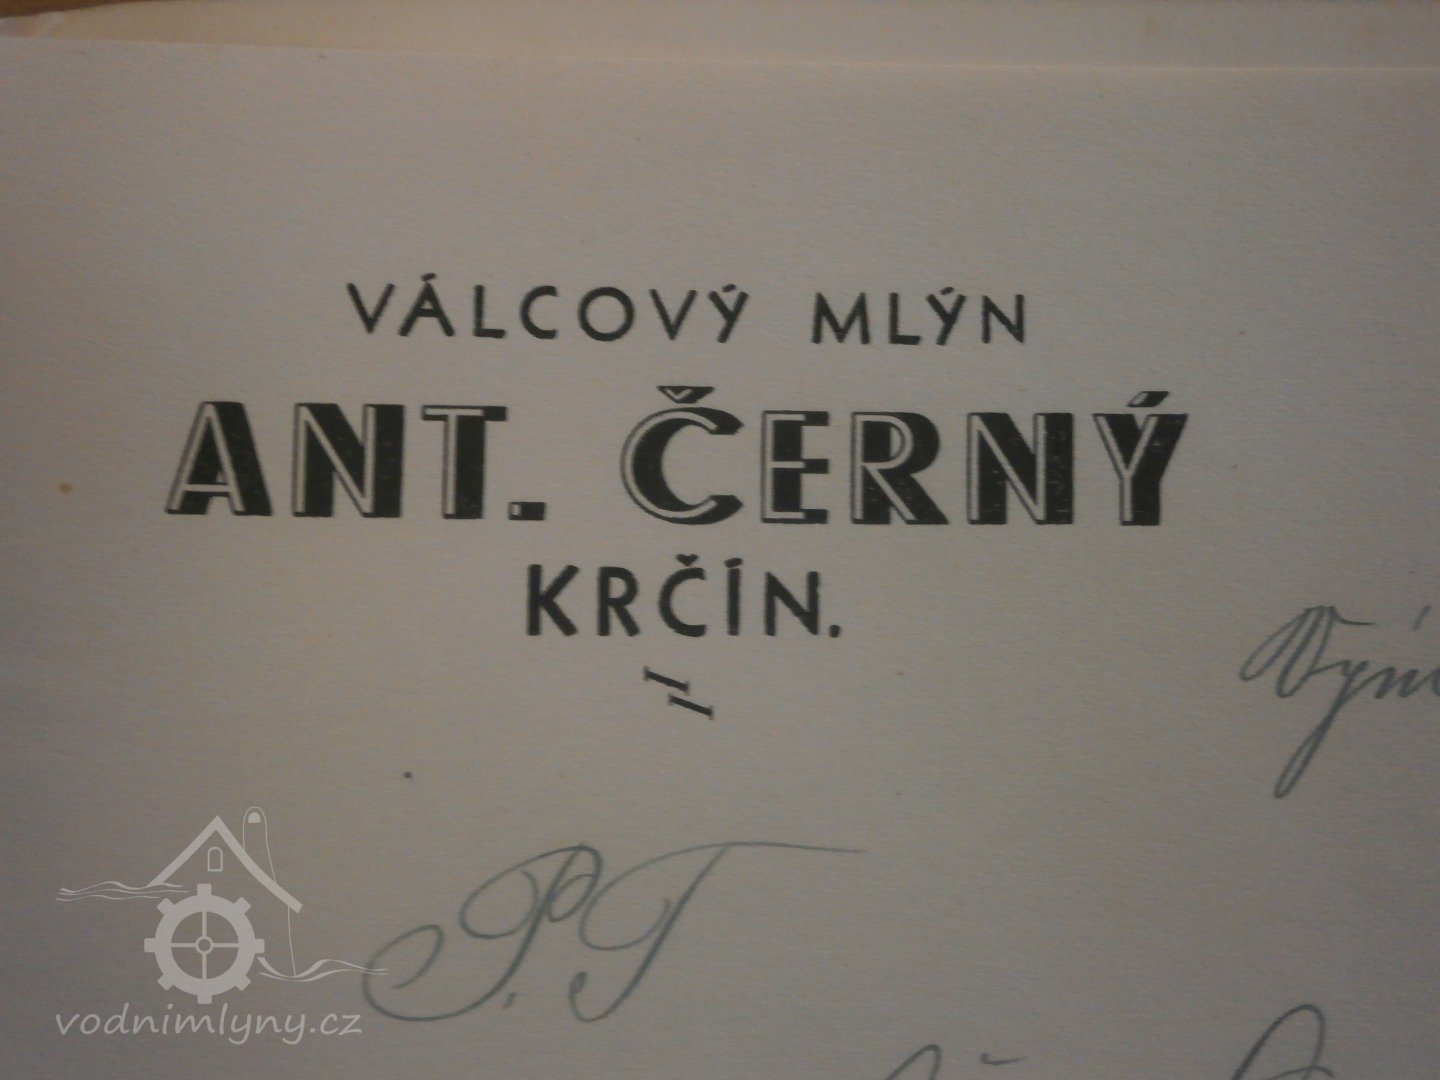 VÁLCOVÝ MLÝN
ANT. ČERNÝ
KRČÍN.
P.T
vodnimlyny.cz